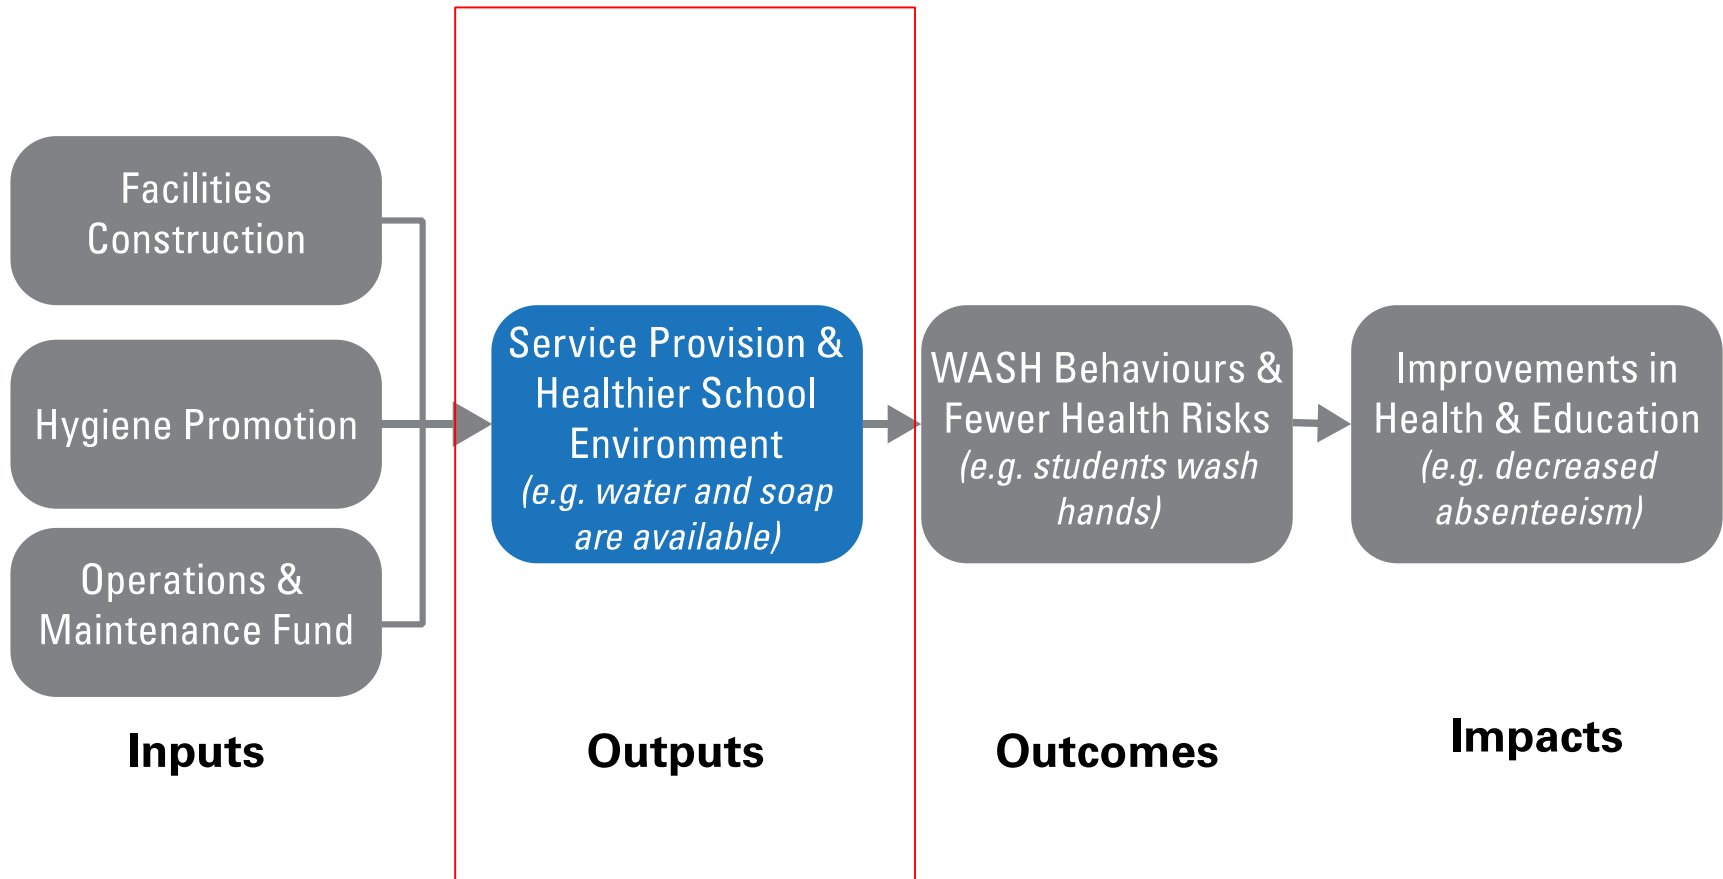 Facilities
Construction
Hygiene Promotion
Operations &
Maintenance Fund
Inputs
Service Provision &
Healthier School
Environment
(e.g. water and soap
are available)
Outputs
WASH Behaviours &
Fewer Health Risks
(e.g. students wash
hands)
Outcomes
Improvements in
Health & Education
(e.g. decreased
absenteeism)
Impacts